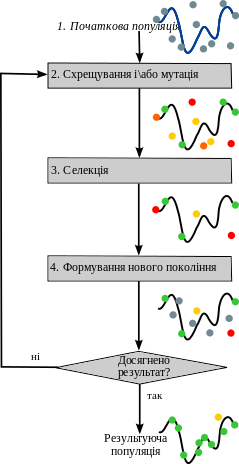 1. Початкова популяція
2. Схрещування і\або мутація
3. Селекція
4. Формування нового покоління
Досягнено
результат?
ні
так
Результуюча
популяція